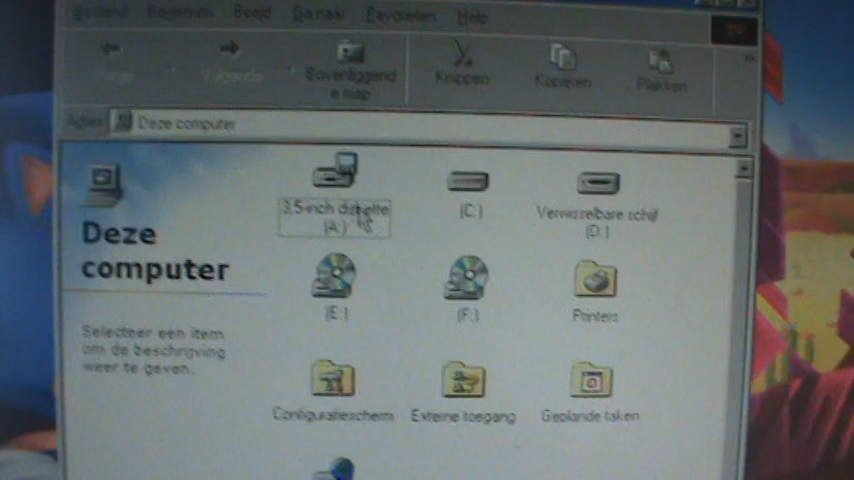 Bestand Bewerken Beeld Ga naar Favorieten Help
Vorige Volgende Bovenliggend
e map Knippen Kopiëren Plakken
Adres Deze computer
3,5-inch diskette
(A:)
(C:)
Verwisselbare schijf
(D:)
Deze
computer
(E:)
(F:)
Printers
Selecteer een item
om de beschrijving
weer te geven.
Configuratiescherm
Externe toegang
Geplande taken